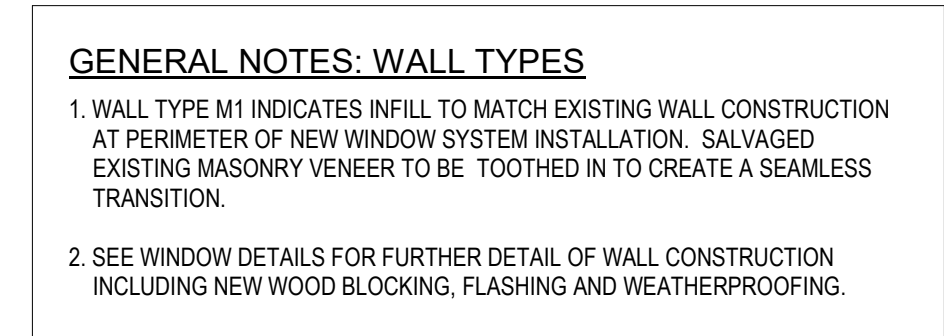 GENERAL NOTES: WALL TYPES
1. WALL TYPE M1 INDICATES INFILL TO MATCH EXISTING WALL CONSTRUCTION
AT PERIMETER OF NEW WINDOW SYSTEM INSTALLATION. SALVAGED
EXISTING MASONRY VENEER TO BE TOOTHED IN TO CREATE A SEAMLESS
TRANSITION.
2. SEE WINDOW DETAILS FOR FURTHER DETAIL OF WALL CONSTRUCTION
INCLUDING NEW WOOD BLOCKING, FLASHING AND WEATHERPROOFING.